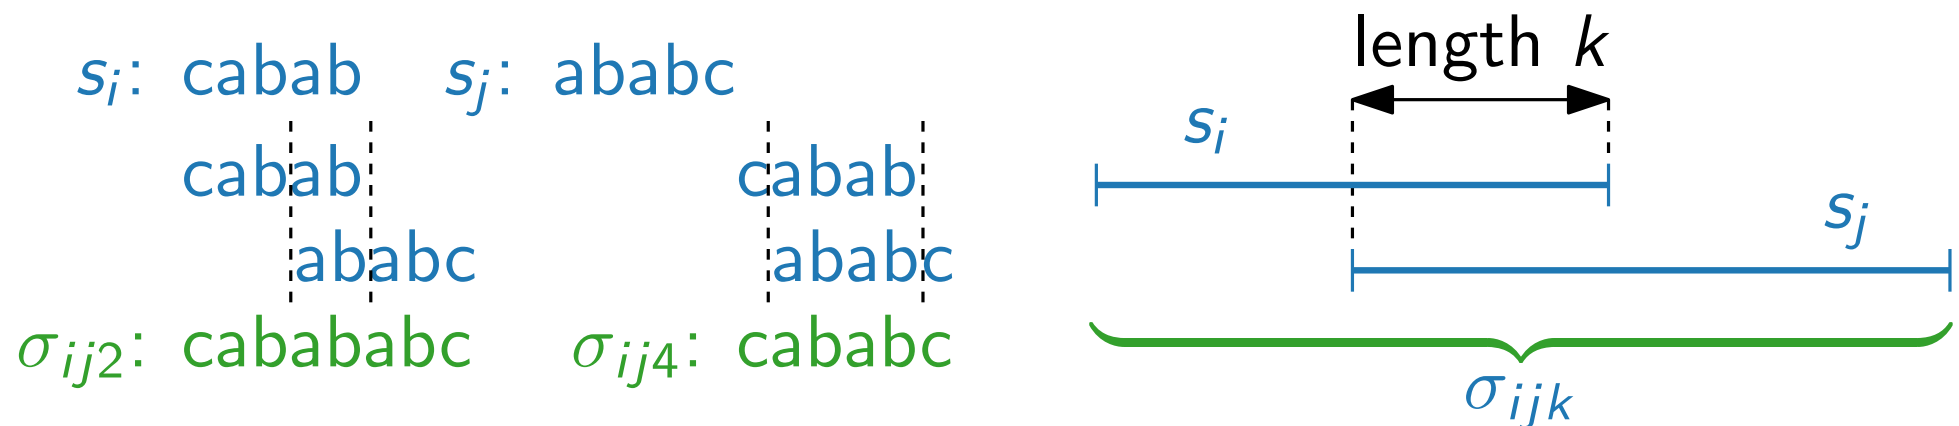 length k
s_i: cabab s_j: ababc
s_i
cabab cabab
s_j
ababc ababc
σ_ij2: cabababc σ_ij4: cababc
σ_ijk